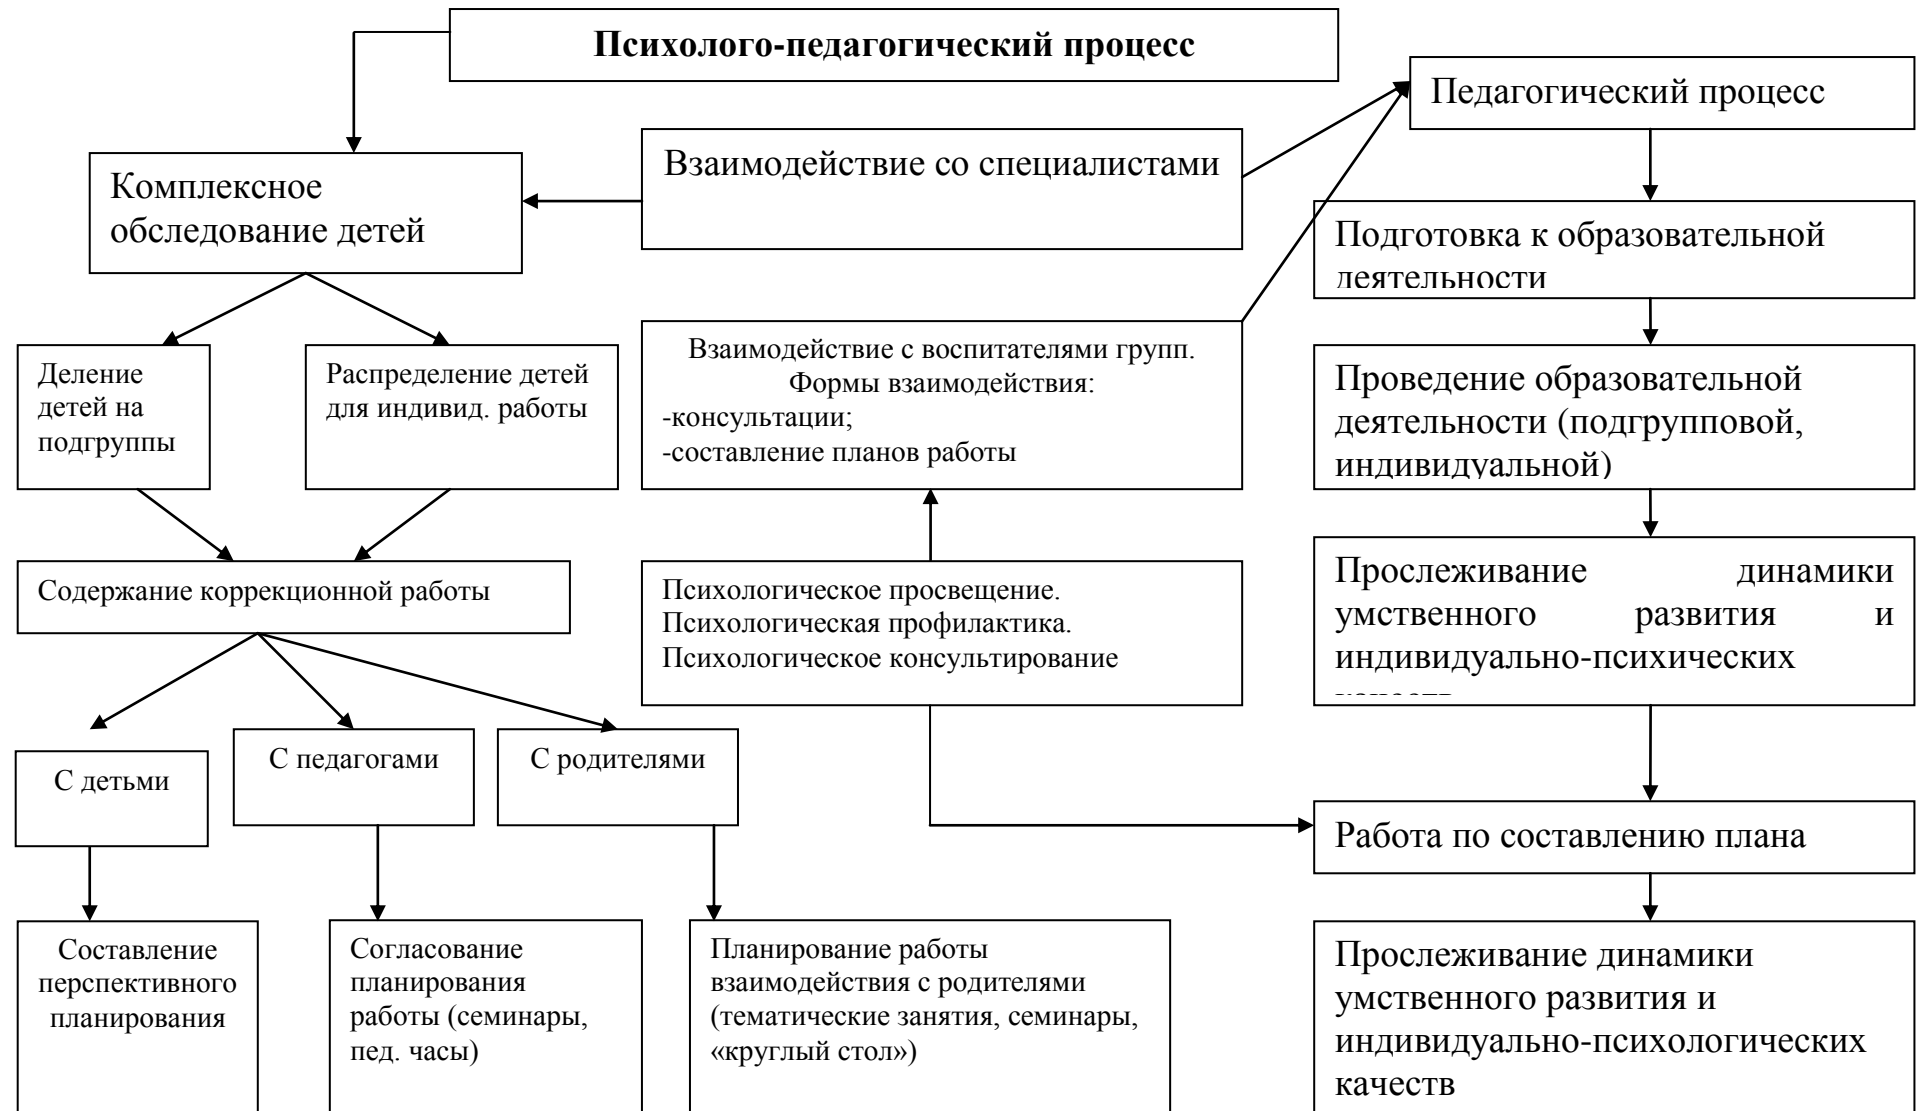 Психолого-педагогический процесс
Педагогический процесс
Взаимодействие со специалистами
Комплексное
обследование детей
Подготовка к образовательной
деятельности
Деление
детей на
подгруппы
Распределение детей
для индивид. работы
Взаимодействие с воспитателями групп.
Формы взаимодействия:
-консультации;
-составление планов работы
Проведение образовательной
деятельности (подгрупповой,
индивидуальной)
Содержание коррекционной работы
Психологическое просвещение.
Психологическая профилактика.
Психологическое консультирование
Прослеживание динамики
умственного развития и
индивидуально-психических
С детьми
С педагогами
С родителями
Работа по составлению плана
Составление
перспективного
планирования
Согласование
планирования
работы (семинары,
пед. часы)
Планирование работы
взаимодействия с родителями
(тематические занятия, семинары,
«круглый стол»)
Прослеживание динамики
умственного развития и
индивидуально-психологических
качеств